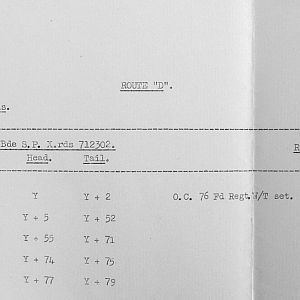 ROUTE "D".
s.
Bde S.P. X.rds 712302. R
Head. Tail.
Y Y + 2 O.C. 76 Fd Regt.W/T set.
Y + 5 Y + 52
Y + 55 Y + 71
Y + 74 Y + 75
Y + 77 Y + 79